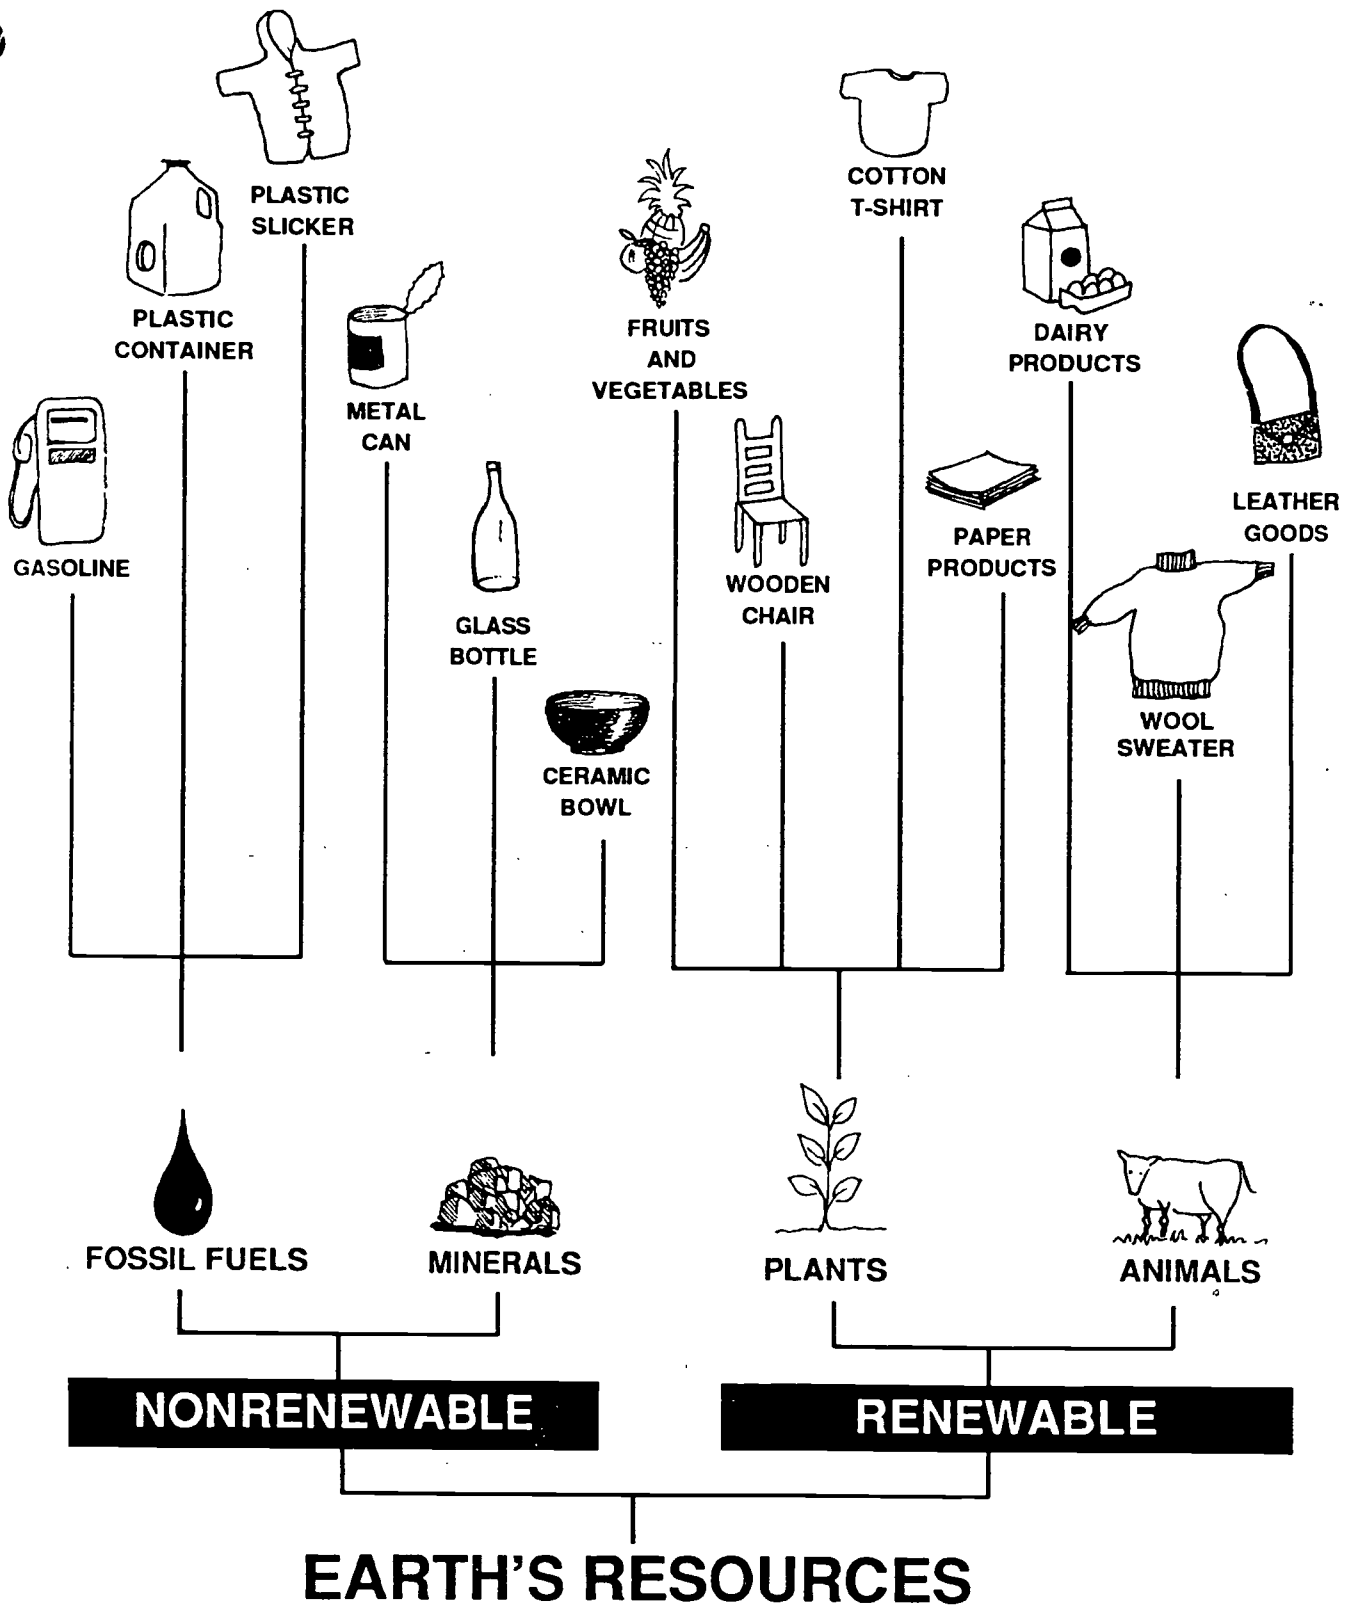 PLASTIC
SLICKER
COTTON
T-SHIRT
PLASTIC
CONTAINER
FRUITS
AND
VEGETABLES
DAIRY
PRODUCTS
METAL
CAN
LEATHER
GOODS
GASOLINE
PAPER
PRODUCTS
WOODEN
CHAIR
GLASS
BOTTLE
WOOL
SWEATER
CERAMIC
BOWL
FOSSIL FUELS
MINERALS
PLANTS
ANIMALS
NONRENEWABLE
RENEWABLE
EARTH'S RESOURCES